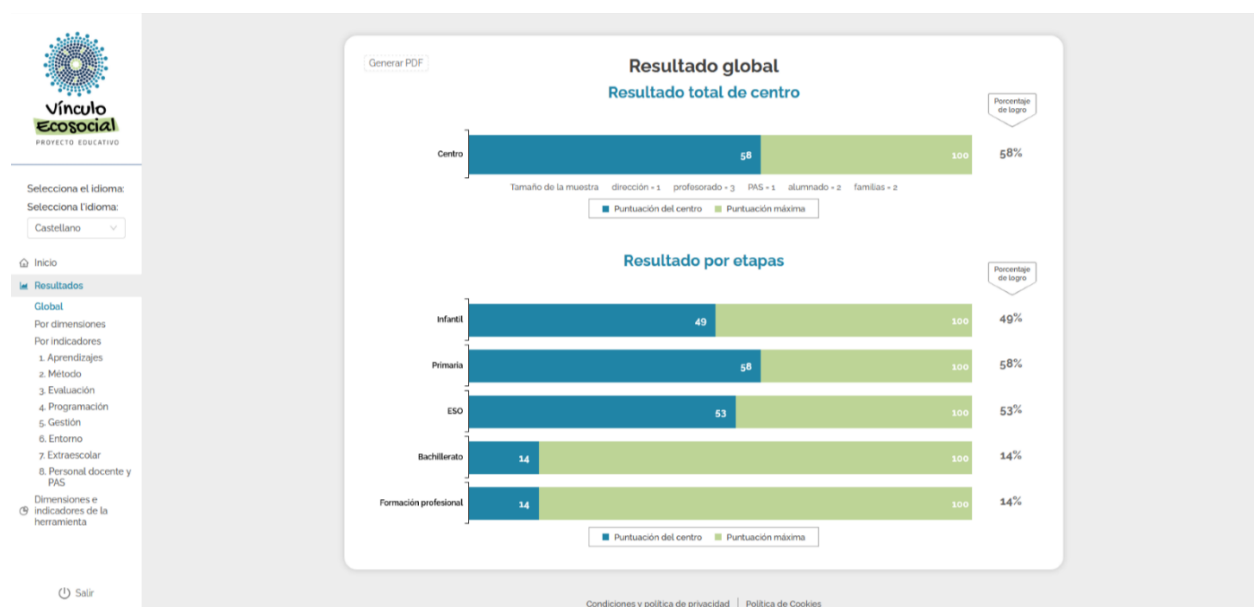 Vínculo
Ecosocial
PROYECTO EDUCATIVO
Selecciona el idioma:
Selecciona l'idioma:
Castellano
Inicio
Resultados
Global
Por dimensiones
Por indicadores
1. Aprendizajes
2. Método
3. Evaluación
4. Programación
5. Gestión
6. Entorno
7. Extraescolar
8. Personal docente y
PAS
Dimensiones e
indicadores de la
herramienta
Salir
Generar PDF
Resultado global
Resultado total de centro
Porcentaje
de logro
Centro 58 100 58%
Tamaño de la muestra dirección = 1 profesorado = 3 PAS = 1 alumnado = 2 familias = 2
Puntuación del centro Puntuación máxima
Resultado por etapas
Porcentaje
de logro
Infantil 49 100 49%
Primaria 58 100 58%
ESO 53 100 53%
Bachillerato 14 100 14%
Formación profesional 14 100 14%
Puntuación del centro Puntuación máxima
Condiciones y política de privacidad | Política de Cookies